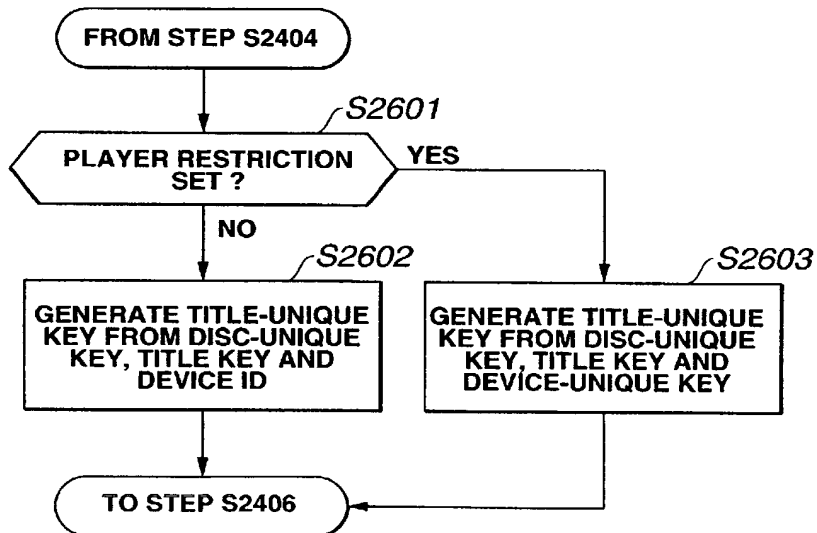 FROM STEP S2404
S2601
PLAYER RESTRICTION
SET ?
YES
NO
S2602
GENERATE TITLE-UNIQUE
KEY FROM DISC-UNIQUE
KEY, TITLE KEY AND
DEVICE ID
S2603
GENERATE TITLE-UNIQUE
KEY FROM DISC-UNIQUE
KEY, TITLE KEY AND
DEVICE-UNIQUE KEY
TO STEP S2406